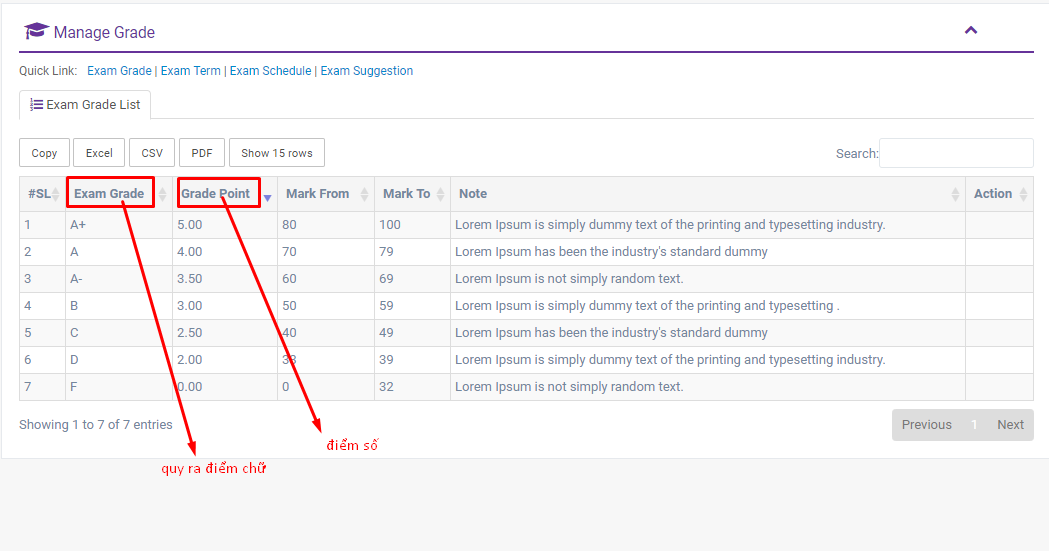 Manage Grade
Quick Link: Exam Grade | Exam Term | Exam Schedule | Exam Suggestion
Exam Grade List
Copy Excel CSV PDF Show 15 rows Search:
#SL Exam Grade Grade Point Mark From Mark To Note Action
1 A+ 5.00 80 100 Lorem Ipsum is simply dummy text of the printing and typesetting industry.
2 A 4.00 70 79 Lorem Ipsum has been the industry's standard dummy
3 A- 3.50 60 69 Lorem Ipsum is not simply random text.
4 B 3.00 50 59 Lorem Ipsum is simply dummy text of the printing and typesetting .
5 C 2.50 40 49 Lorem Ipsum has been the industry's standard dummy
6 D 2.00 33 39 Lorem Ipsum is simply dummy text of the printing and typesetting industry.
7 F 0.00 0 32 Lorem Ipsum is not simply random text.
Showing 1 to 7 of 7 entries Previous 1 Next
điểm số
quy ra điểm chữ